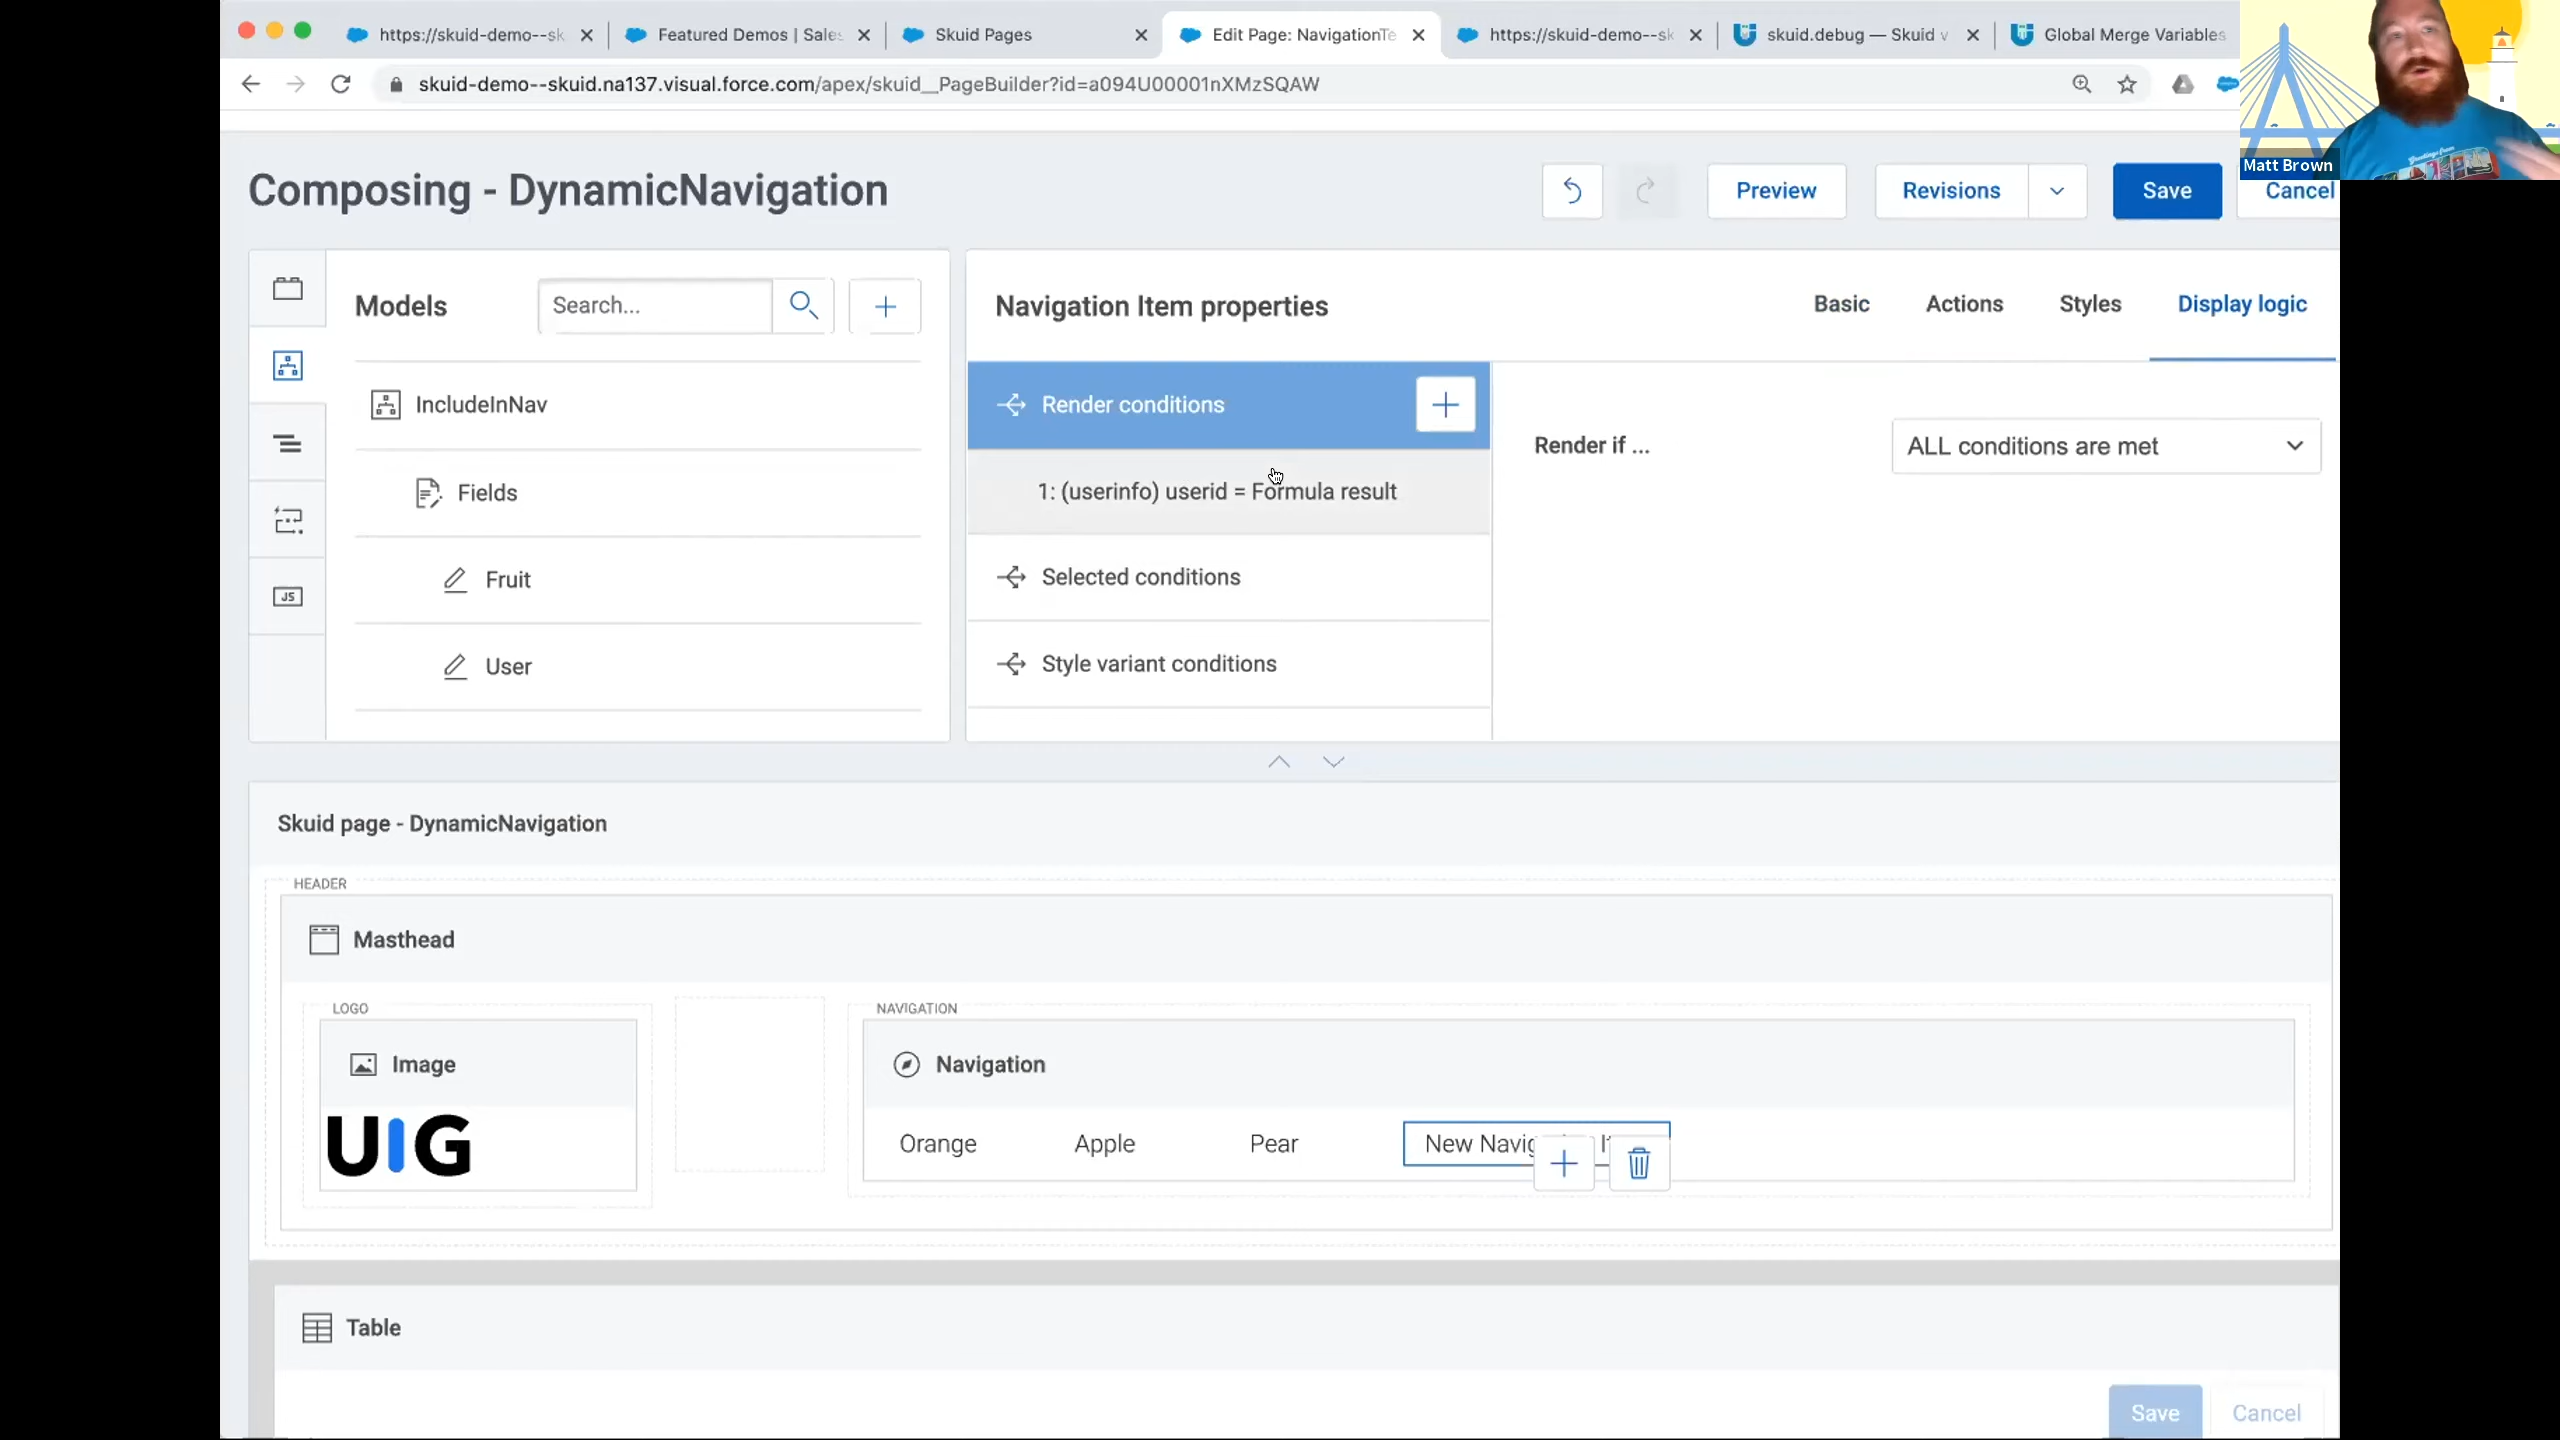 https://skuid-demo--sk
Featured Demos | Sales
Skuid Pages
Edit Page: NavigationTe
https://skuid-demo--sk
skuid.debug — Skuid v
Global Merge Variables
skuid-demo--skuid.na137.visual.force.com/apex/skuid__PageBuilder?id=a094U00001nXMzSQAW
Matt Brown
Composing - DynamicNavigation
Preview
Revisions
Save
Cancel
Models
Search...
Navigation Item properties
Basic
Actions
Styles
Display logic
IncludeInNav
Render conditions
Render if ...
ALL conditions are met
Fields
1: (userinfo) userid = Formula result
Fruit
Selected conditions
JS
User
Style variant conditions
Skuid page - DynamicNavigation
HEADER
Masthead
LOGO
NAVIGATION
Image
Navigation
UIG
Orange
Apple
Pear
New Navig
Table
Save
Cancel